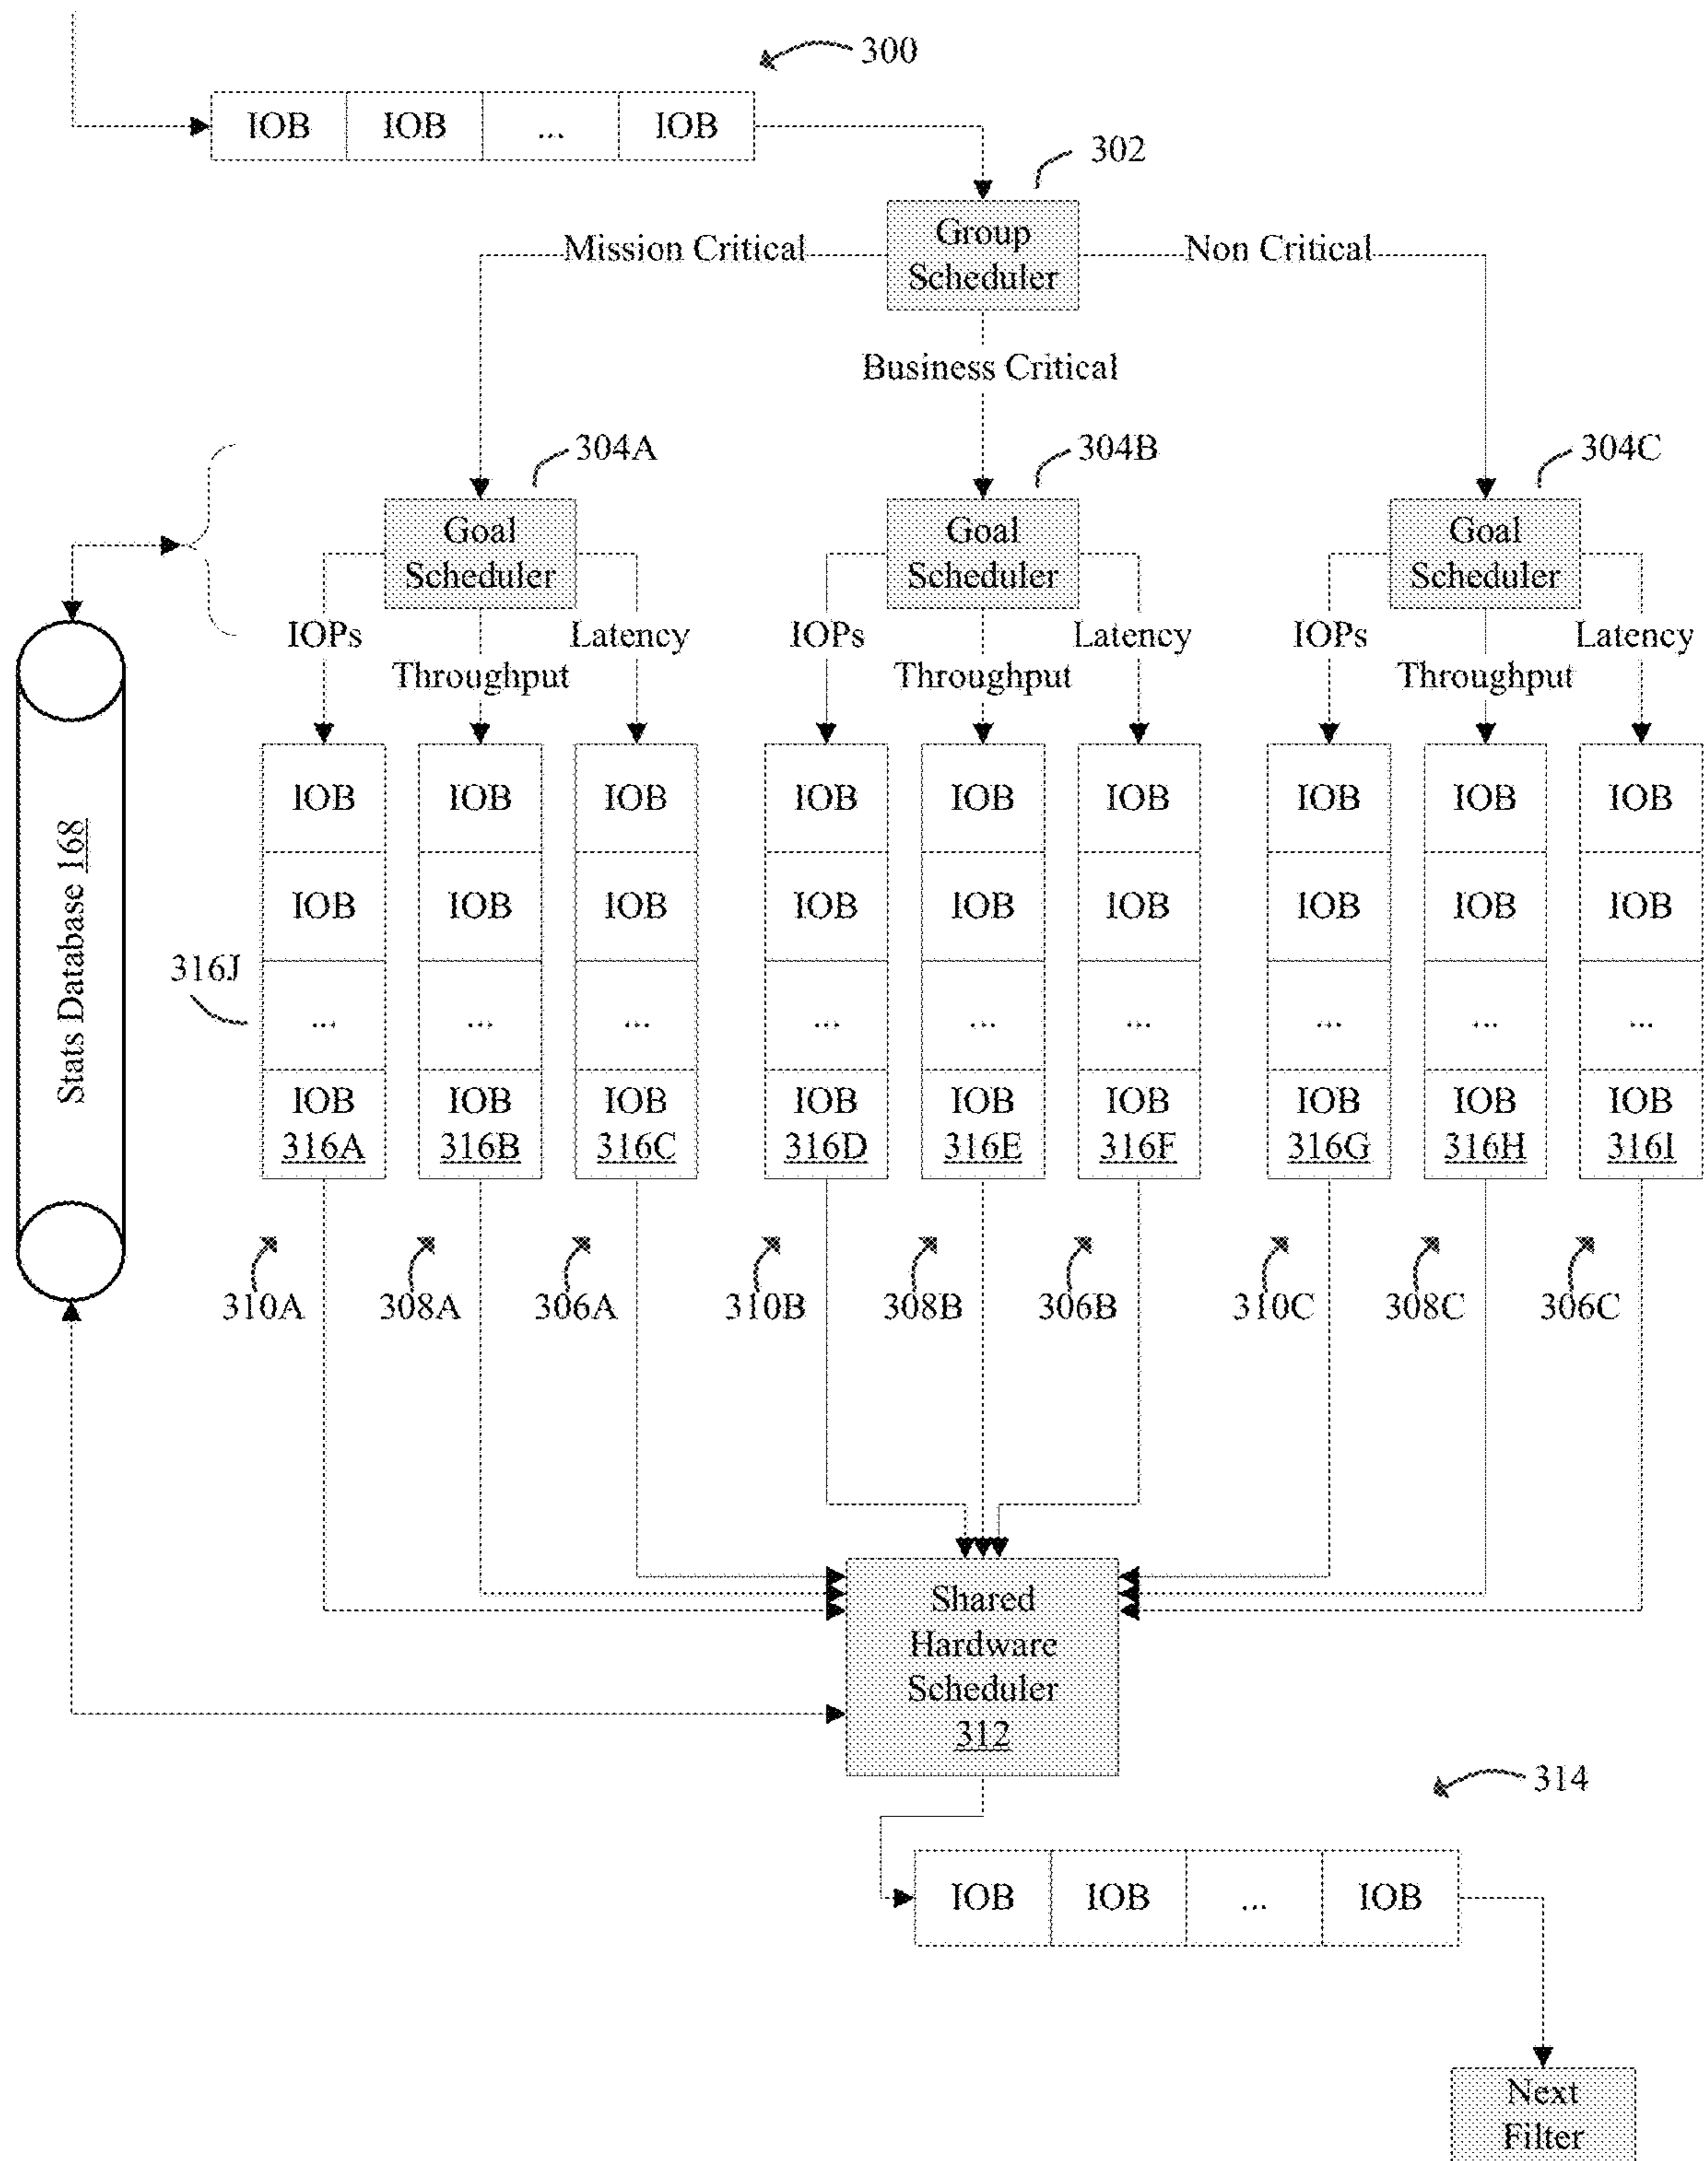 300
IOB IOB ... IOB
302
Group
Scheduler
Mission Critical
Non Critical
Business Critical
304A
304B
304C
Goal
Scheduler
Goal
Scheduler
Goal
Scheduler
IOPs
Latency
IOPs
Latency
IOPs
Latency
Throughput
Throughput
Throughput
Stats Database 168
IOB IOB IOB IOB IOB IOB IOB IOB IOB
IOB IOB IOB IOB IOB IOB IOB IOB IOB
316J
... ... ... ... ... ... ... ... ...
IOB IOB IOB IOB IOB IOB IOB IOB IOB
316A 316B 316C 316D 316E 316F 316G 316H 316I
310A 308A 306A 310B 308B 306B 310C 308C 306C
Shared
Hardware
Scheduler
312
314
IOB IOB ... IOB
Next
Filter